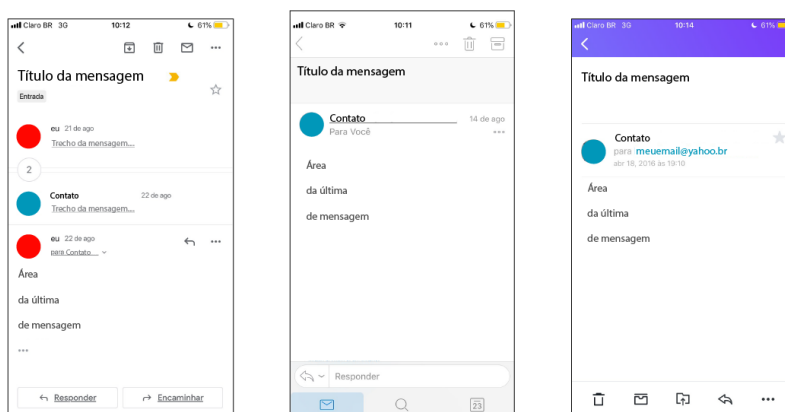 Claro BR 3G 10:12 61%
Título da mensagem
Entrada
eu 21 de ago
Trecho da mensagem....
2
Contato 22 de ago
Trecho da mensagem....
eu 22 de ago
para Contato
Área
da última
de mensagem
Responder Encaminhar
Claro BR 10:11 61%
Título da mensagem
Contato 14 de ago
Para Você
Área
da última
de mensagem
Responder
23
Claro BR 3G 10:14 61%
Título da mensagem
Contato
para meuemail@yahoo.br
abr 18, 2016 às 19:10
Área
da última
de mensagem